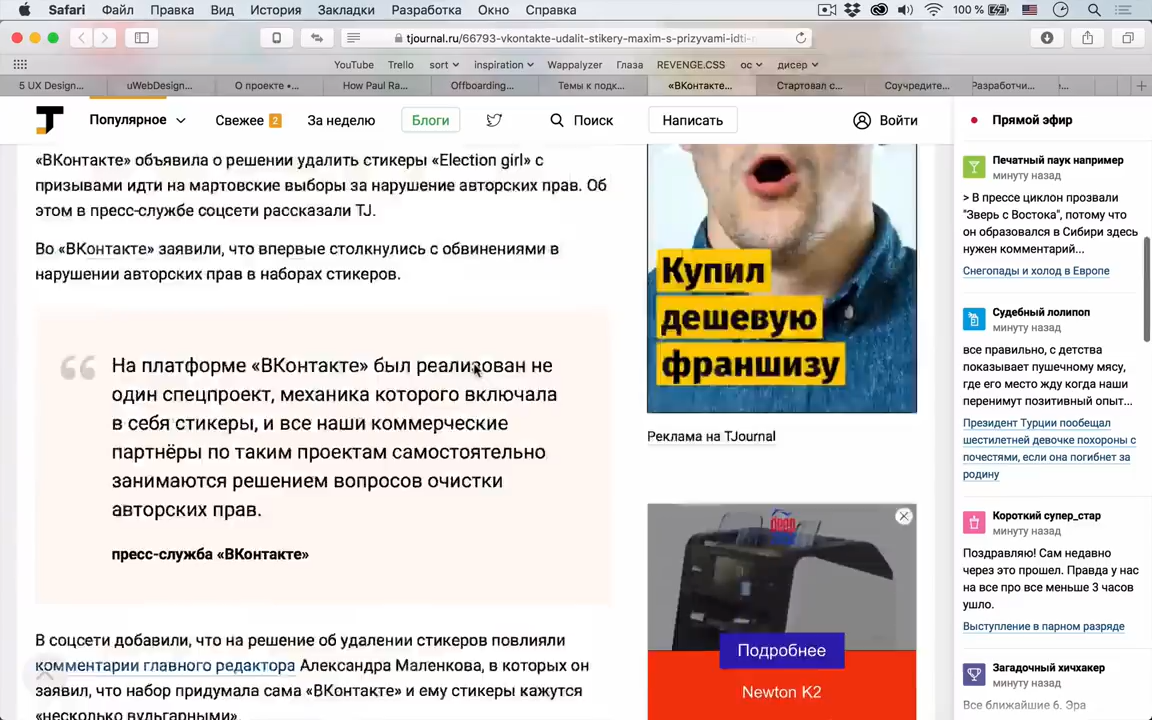 Safari Файл Правка Вид История Закладки Разработка Окно Справка 100 %
tjournal.ru/66793-vkontakte-udalit-stikery-maxim-s-prizyvami-idti-
YouTube Trello sort inspiration Wappalyzer Глаза REVENGE.CSS ос дисер
5 UX Design... uWebDesign... О проекте •... How Paul Ra... Offboarding... Темы к подк... «ВКонтакте... Стартовал с... Соучредите... Разработчи...
Популярное Свежее 2 За неделю Блоги Поиск Написать Войти
«ВКонтакте» объявила о решении удалить стикеры «Election girl» с
призывами идти на мартовские выборы за нарушение авторских прав. Об
этом в пресс-службе соцсети рассказали TJ.
Во «ВКонтакте» заявили, что впервые столкнулись с обвинениями в
нарушении авторских прав в наборах стикеров.
На платформе «ВКонтакте» был реализован не
один спецпроект, механика которого включала
в себя стикеры, и все наши коммерческие
партнёры по таким проектам самостоятельно
занимаются решением вопросов очистки
авторских прав.
пресс-служба «ВКонтакте»
В соцсети добавили, что на решение об удалении стикеров повлияли
комментарии главного редактора Александра Маленкова, в которых он
заявил, что набор придумала сама «ВКонтакте» и ему стикеры кажутся
«несколько вульгарными».
Купил
дешевую
франшизу
Реклама на TJournal
Подробнее
Newton K2
Прямой эфир
Печатный паук например
минуту назад
> В прессе циклон прозвали
"Зверь с Востока", потому что
он образовался в Сибири здесь
нужен комментарий...
Снегопады и холод в Европе
Судебный лолипоп
минуту назад
все правильно, с детства
показывает пушечному мясу,
где его место жду когда наши
перенимут позитивный опыт...
Президент Турции пообещал
шестилетней девочке похороны с
почестями, если она погибнет за
родину
Короткий супер_стар
минуту назад
Поздравляю! Сам недавно
через это прошел. Правда у нас
на все про все меньше 3 часов
ушло.
Выступление в парном разряде
Загадочный хичхакер
минуту назад
Все ближайшие 6. Эра